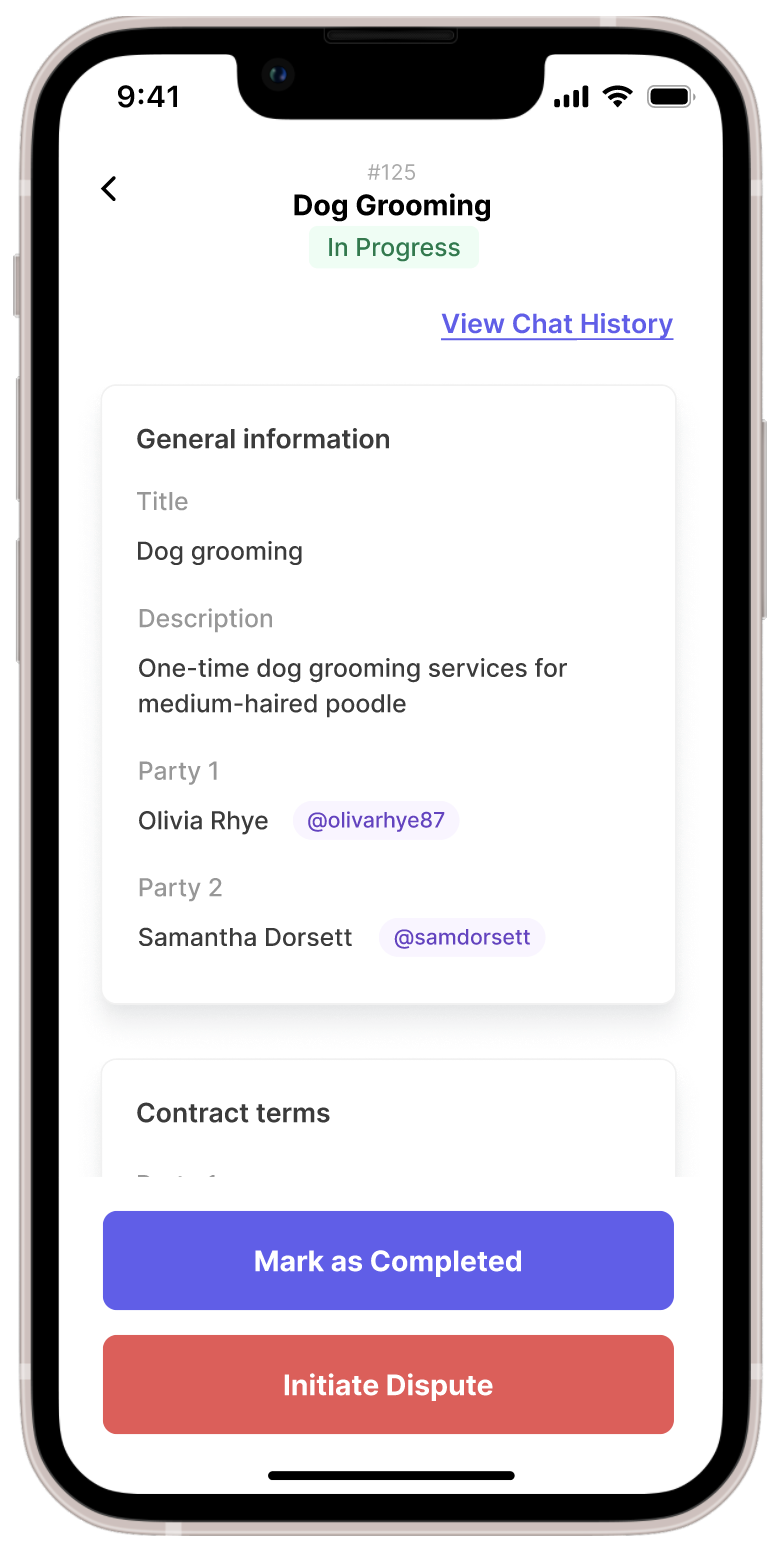 9:41
#125
Dog Grooming
In Progress
View Chat History
General information
Title
Dog grooming
Description
One-time dog grooming services for
medium-haired poodle
Party 1
Olivia Rhye @olivarhye87
Party 2
Samantha Dorsett @samdorsett
Contract terms
Mark as Completed
Initiate Dispute